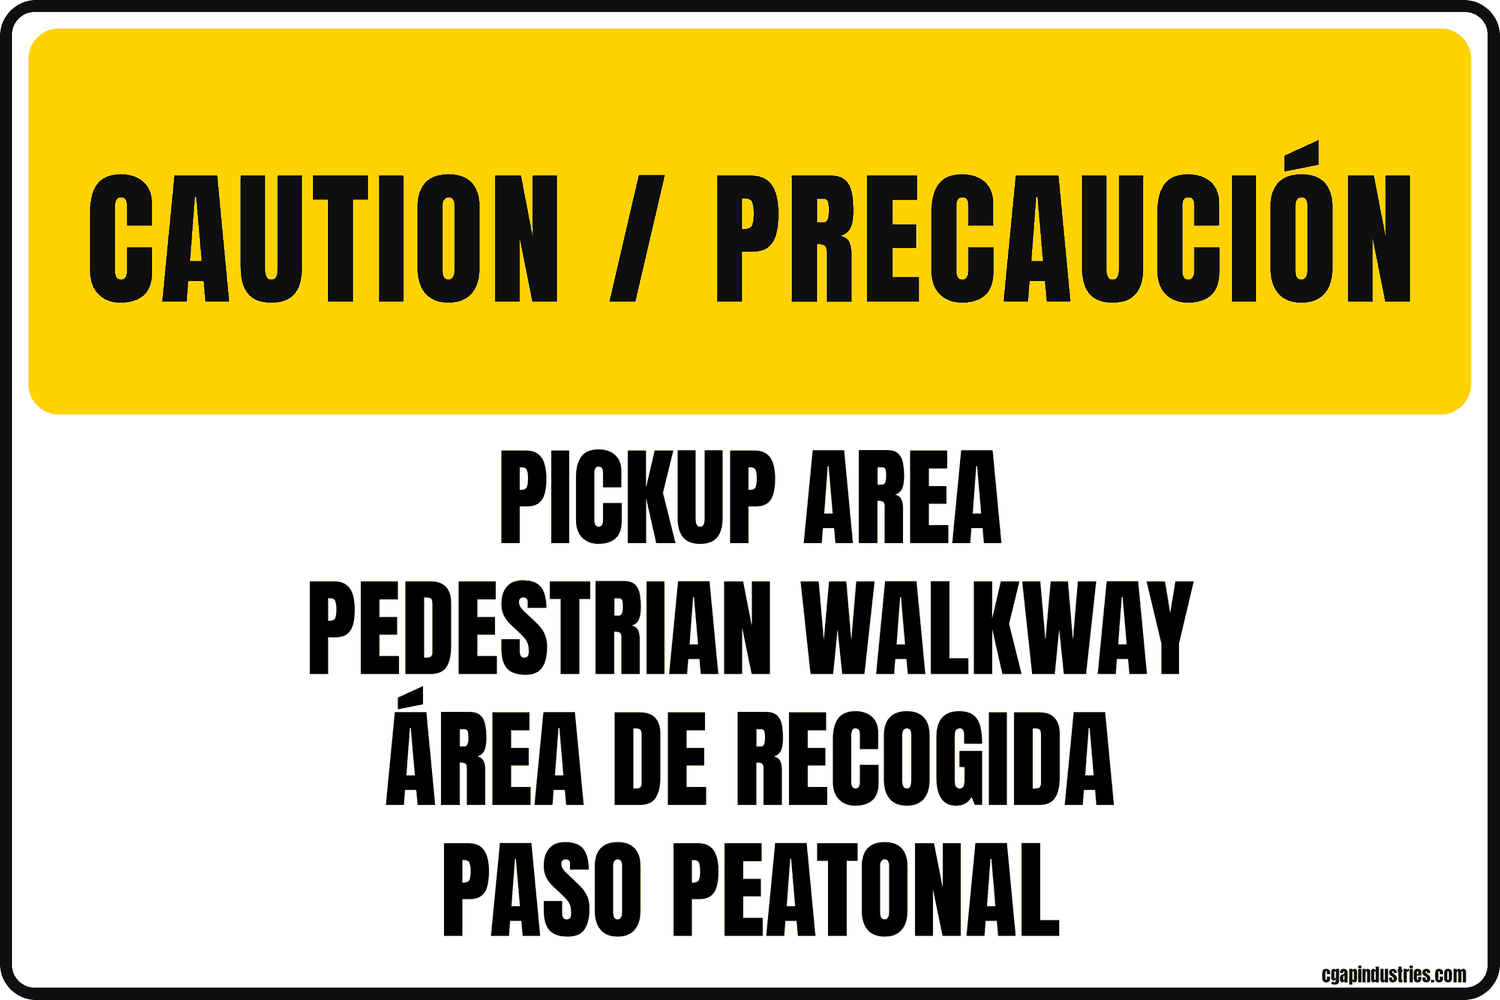 CAUTION / PRECAUCIÓN
PICKUP AREA
PEDESTRIAN WALKWAY
ÁREA DE RECOGIDA
PASO PEATONAL
cgapindustries.com